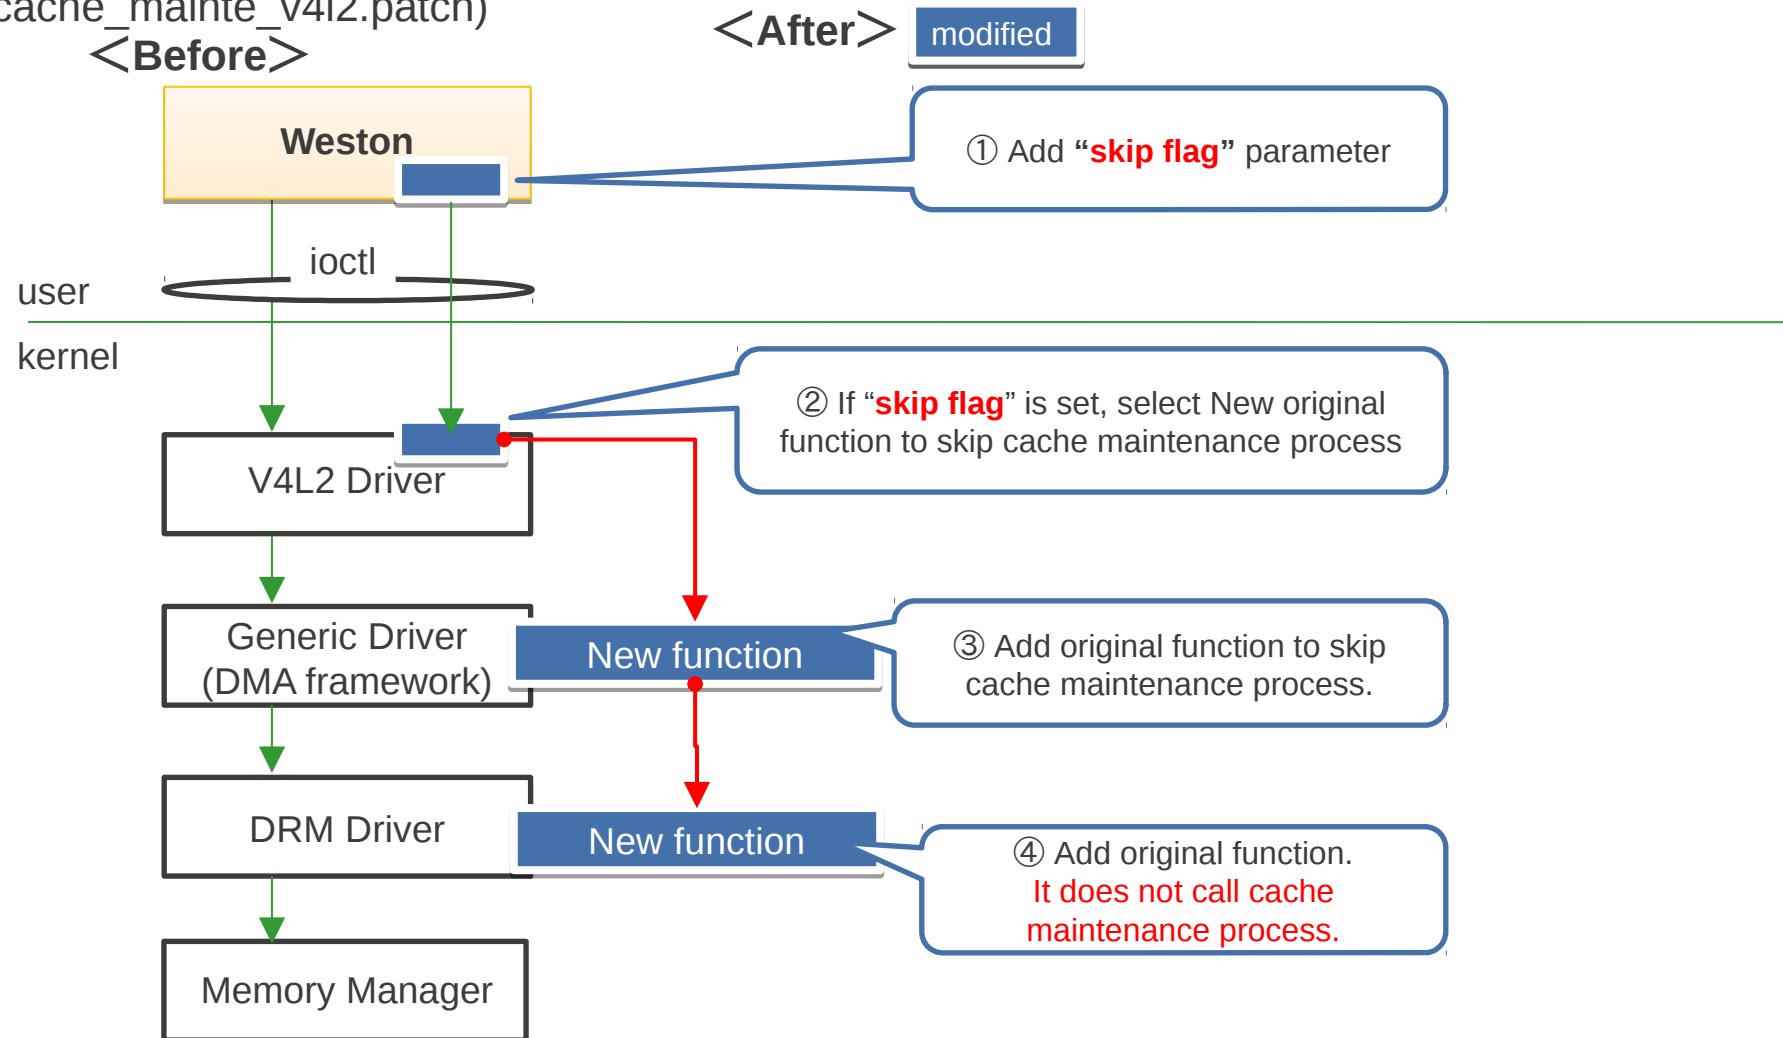 cache_mainte_v4l2.patch)
＜Before＞
＜After＞
modified
Weston
① Add “skip flag” parameter
ioctl
user
kernel
② If “skip flag” is set, select New original
function to skip cache maintenance process
V4L2 Driver
Generic Driver
(DMA framework)
New function
③ Add original function to skip
cache maintenance process.
DRM Driver
New function
④ Add original function.
It does not call cache
maintenance process.
Memory Manager